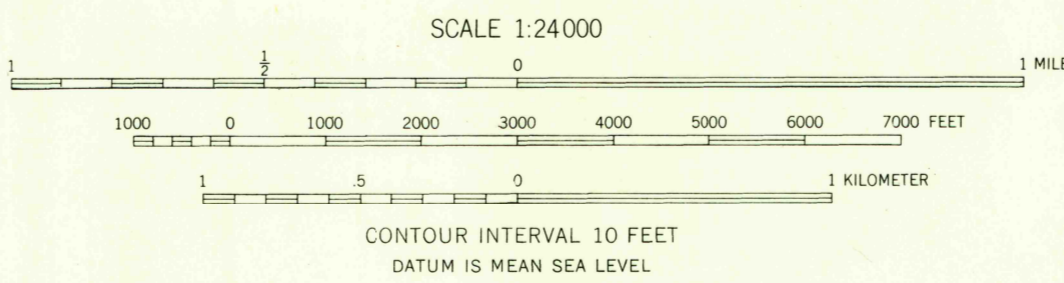 SCALE 1:24000
1 1/2 0 1 MILE
1000 0 1000 2000 3000 4000 5000 6000 7000 FEET
1 .5 0 1 KILOMETER
CONTOUR INTERVAL 10 FEET
DATUM IS MEAN SEA LEVEL